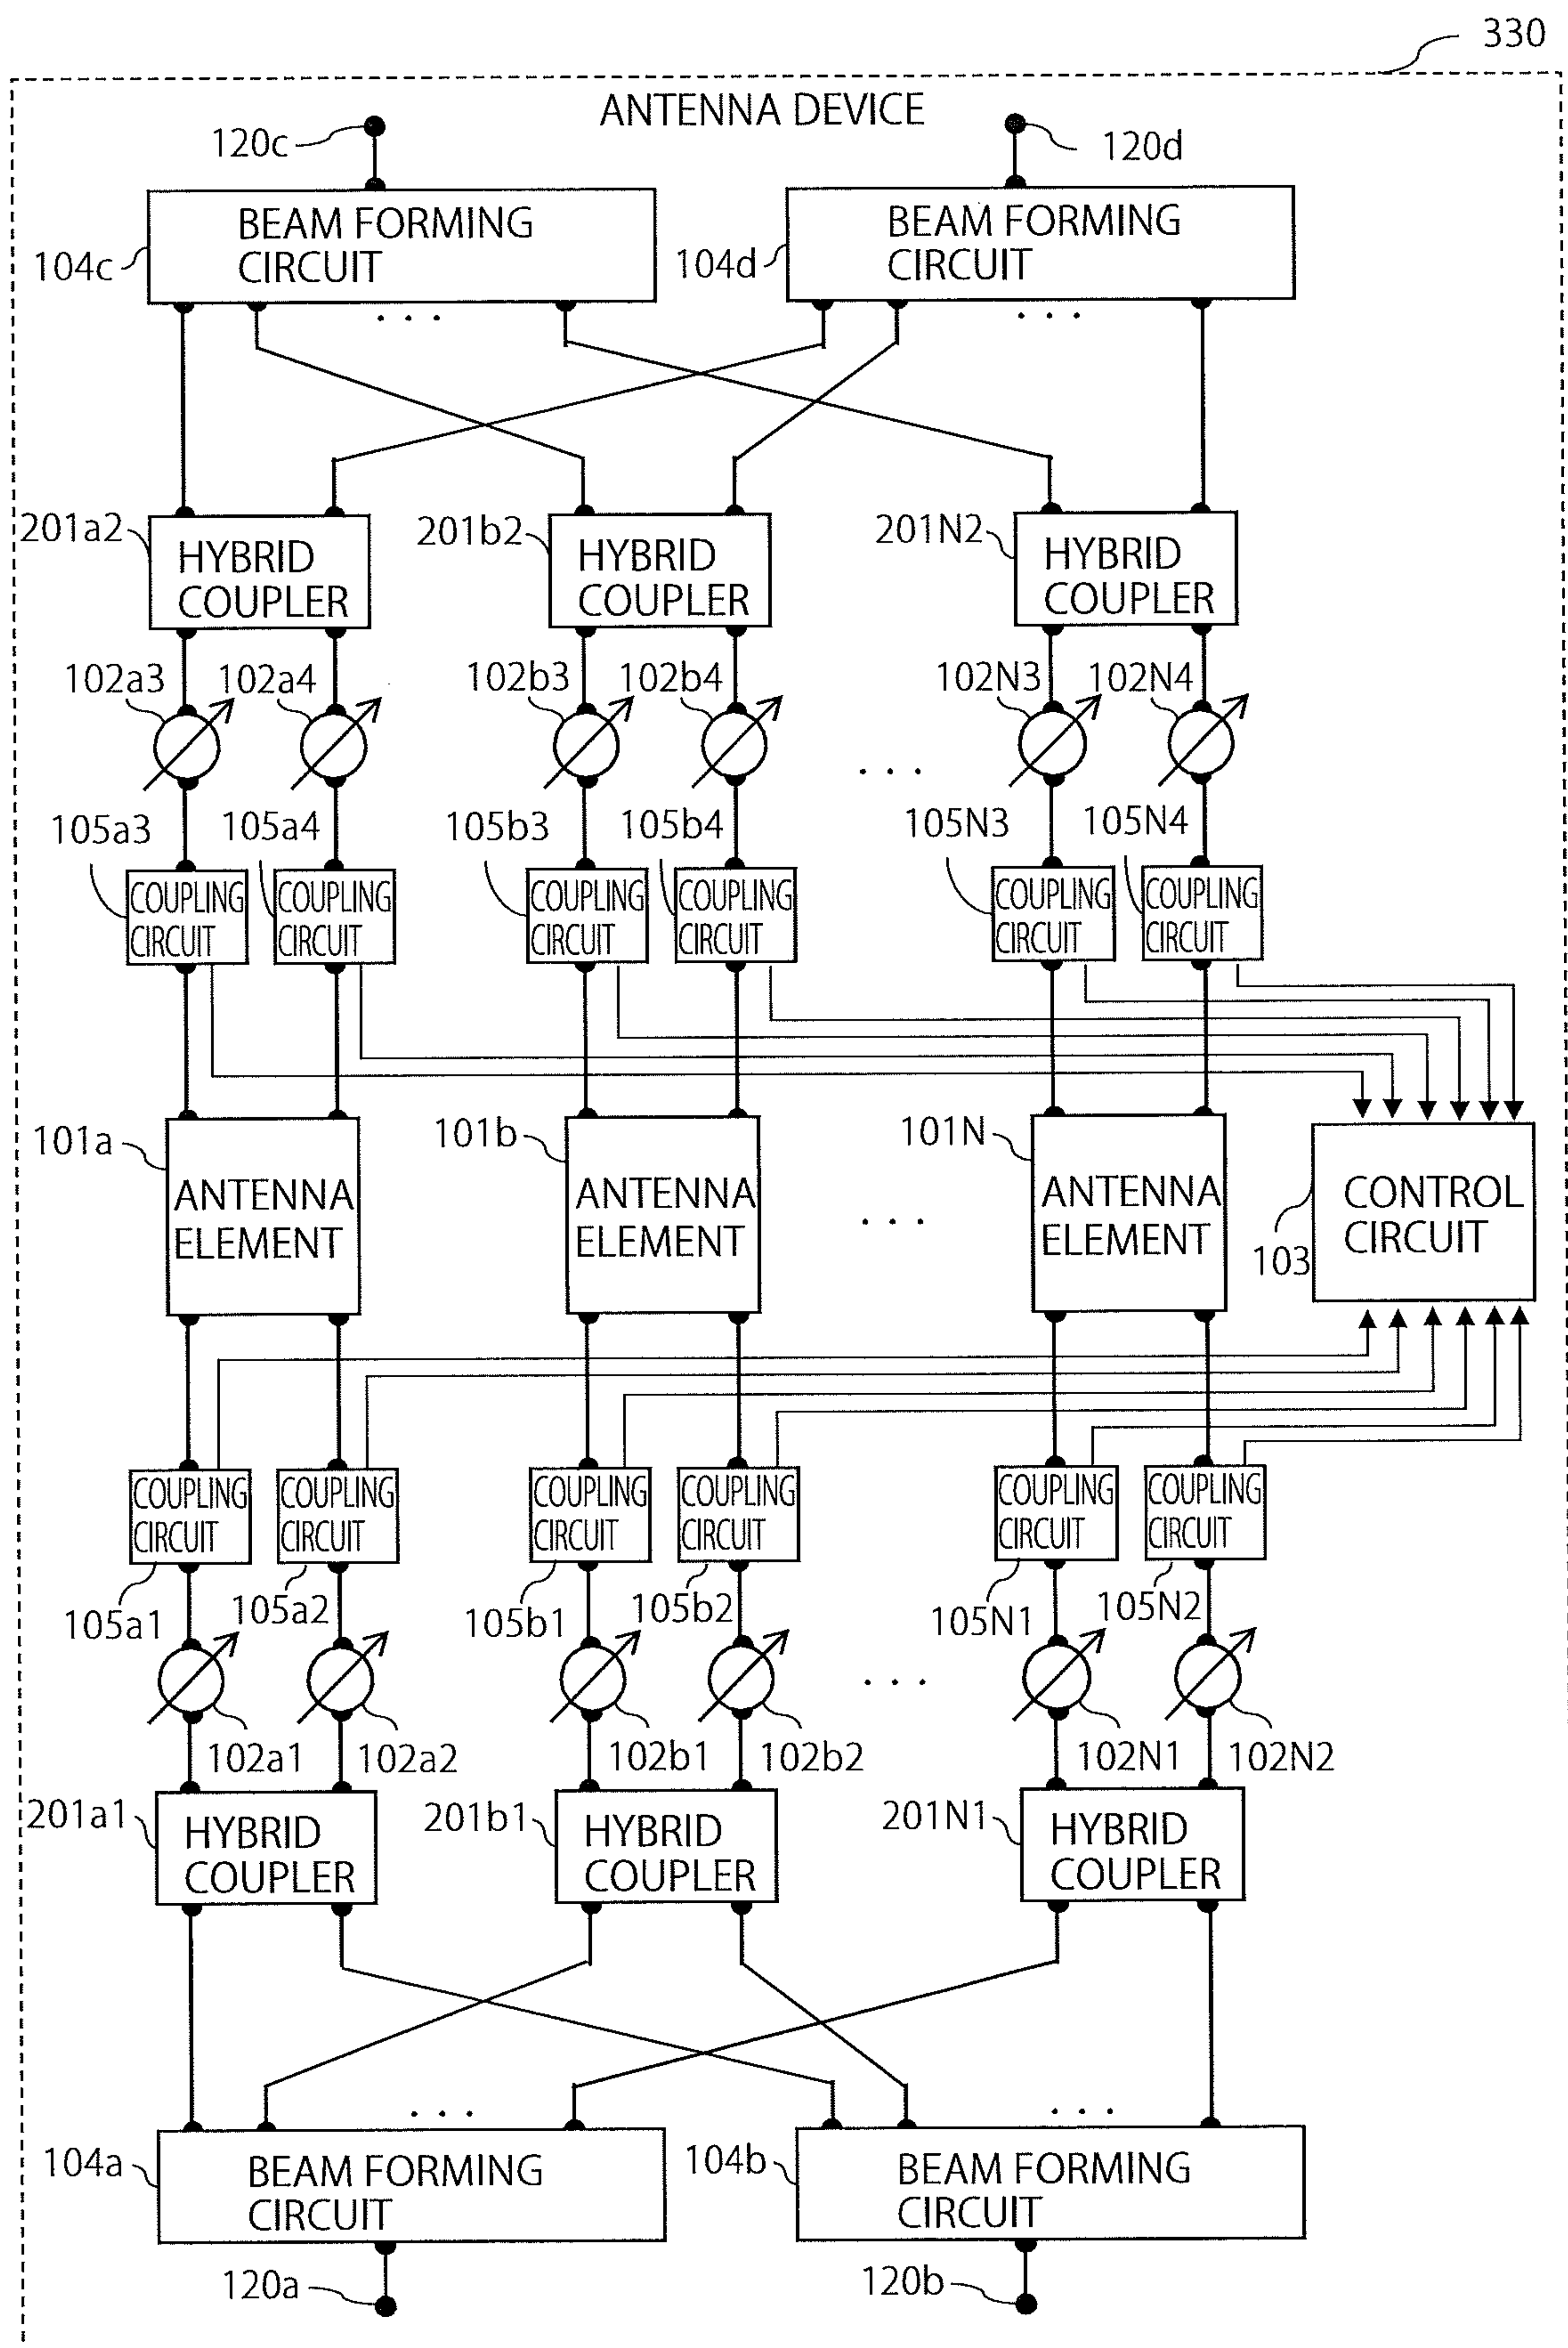 330
ANTENNA DEVICE
120c
120d
BEAM FORMING
CIRCUIT
104c
BEAM FORMING
CIRCUIT
104d
. . .
. . .
201a2
HYBRID
COUPLER
201b2
HYBRID
COUPLER
201N2
HYBRID
COUPLER
102a3
102a4
102b3
102b4
102N3
102N4
. . .
105a3
105a4
105b3
105b4
105N3
105N4
COUPLING
CIRCUIT
COUPLING
CIRCUIT
COUPLING
CIRCUIT
COUPLING
CIRCUIT
COUPLING
CIRCUIT
COUPLING
CIRCUIT
101a
ANTENNA
ELEMENT
101b
ANTENNA
ELEMENT
. . .
101N
ANTENNA
ELEMENT
103
CONTROL
CIRCUIT
COUPLING
CIRCUIT
COUPLING
CIRCUIT
COUPLING
CIRCUIT
COUPLING
CIRCUIT
COUPLING
CIRCUIT
COUPLING
CIRCUIT
105a1
105a2
105b1
105b2
105N1
105N2
. . .
102a1
102a2
102b1
102b2
102N1
102N2
201a1
HYBRID
COUPLER
201b1
HYBRID
COUPLER
201N1
HYBRID
COUPLER
. . .
. . .
104a
BEAM FORMING
CIRCUIT
104b
BEAM FORMING
CIRCUIT
120a
120b